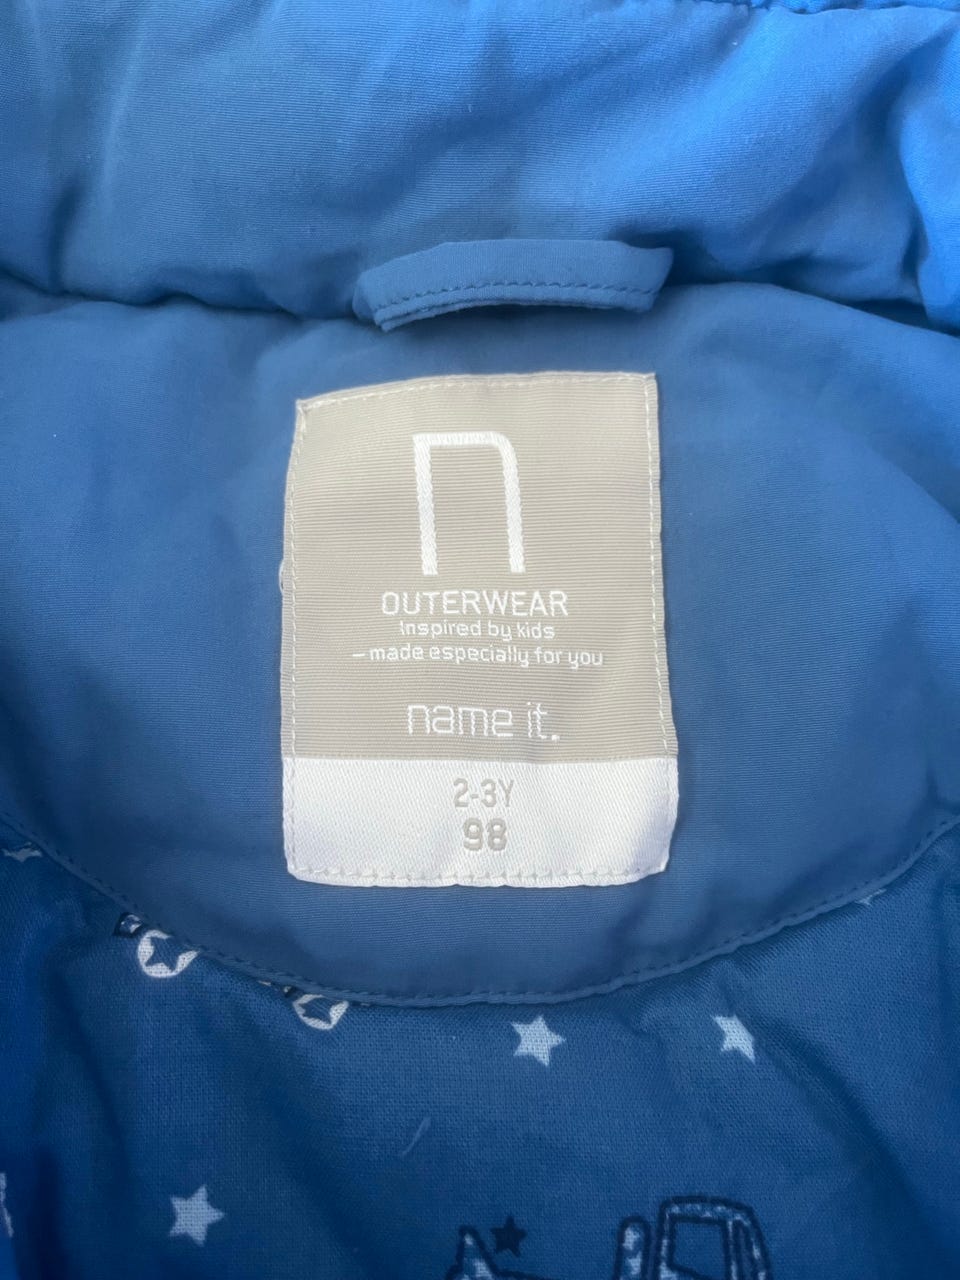 n
OUTERWEAR
Inspired by kids
– made especially for you
name it.
2-3Y
98